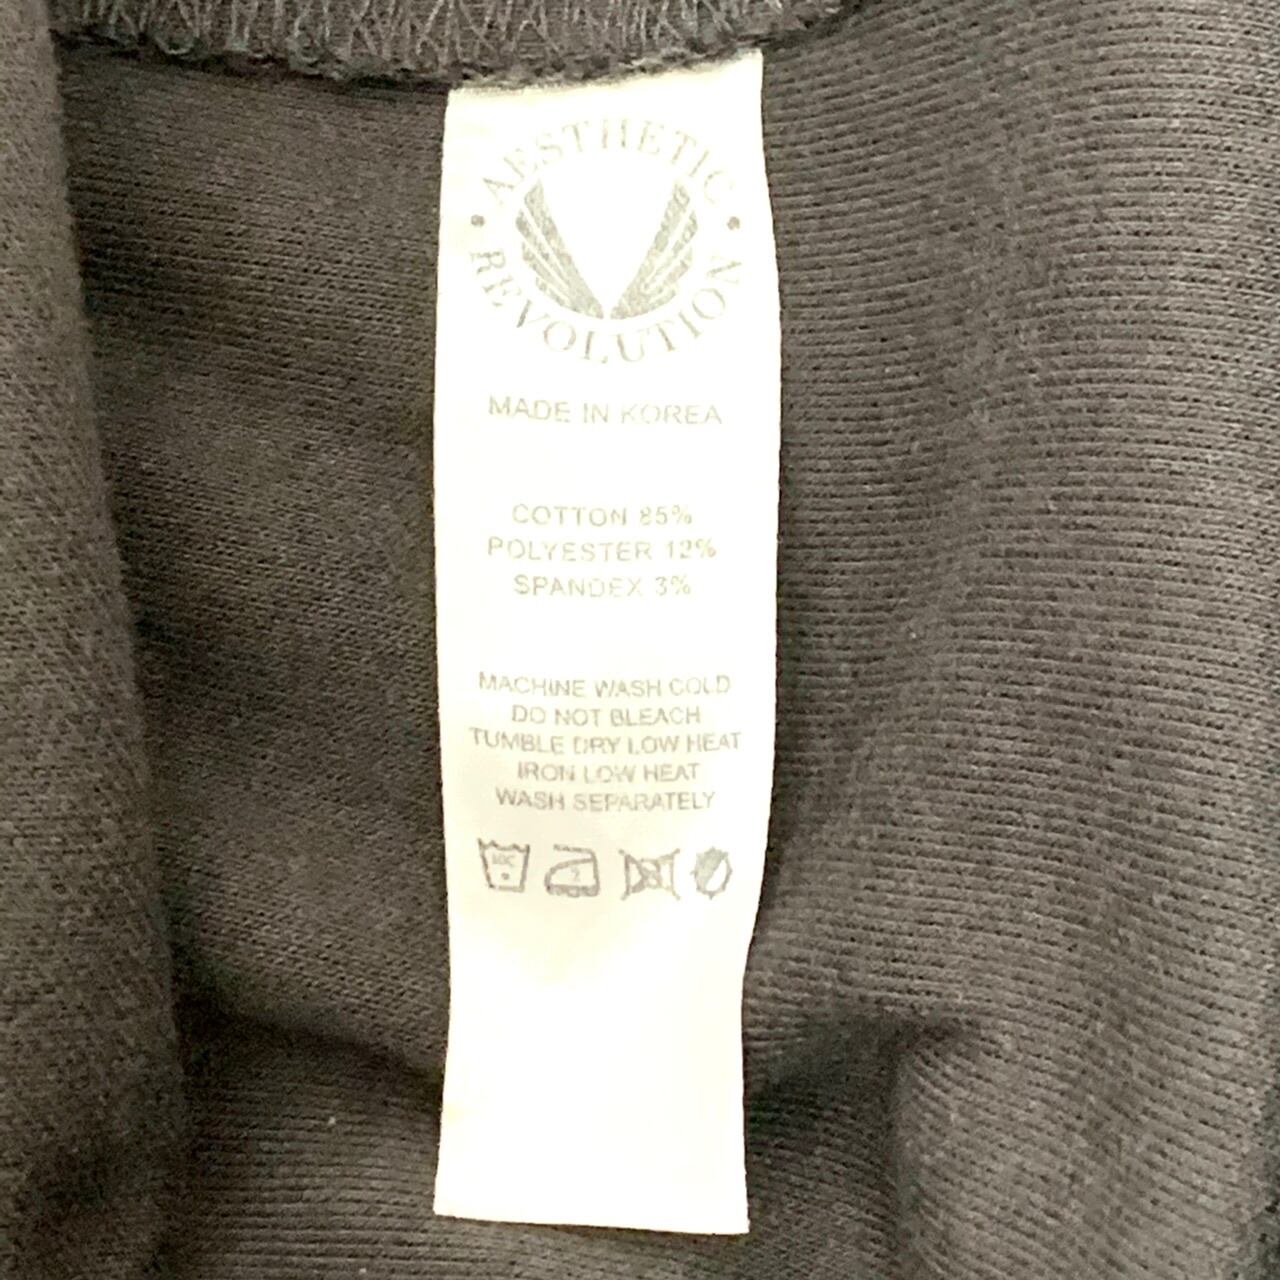 AESTHETIC
REVOLUTION
MADE IN KOREA
COTTON 85%
POLYESTER 12%
SPANDEX 3%
MACHINE WASH COLD
DO NOT BLEACH
TUMBLE DRY LOW HEAT
IRON LOW HEAT
WASH SEPARATELY